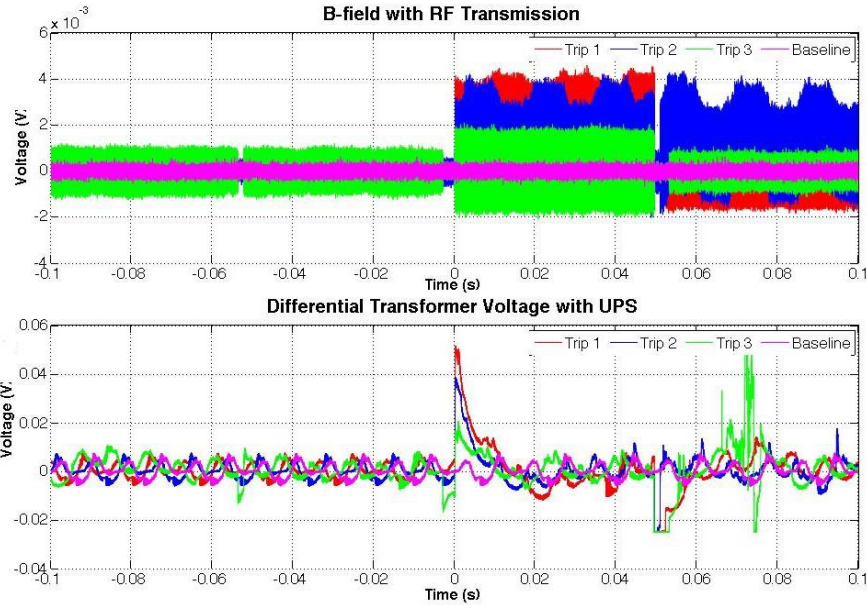 B-field with RF Transmission
x 10⁻³
6
4
2
0
-2
-4
Voltage (V)
Trip 1 Trip 2 Trip 3 Baseline
-0.1 -0.08 -0.06 -0.04 -0.02 0 0.02 0.04 0.06 0.08 0.1
Time (s)
Differential Transformer Voltage with UPS
0.06
0.04
0.02
0
-0.02
-0.04
Voltage (V)
Trip 1 Trip 2 Trip 3 Baseline
-0.1 -0.08 -0.06 -0.04 -0.02 0 0.02 0.04 0.06 0.08 0.1
Time (s)